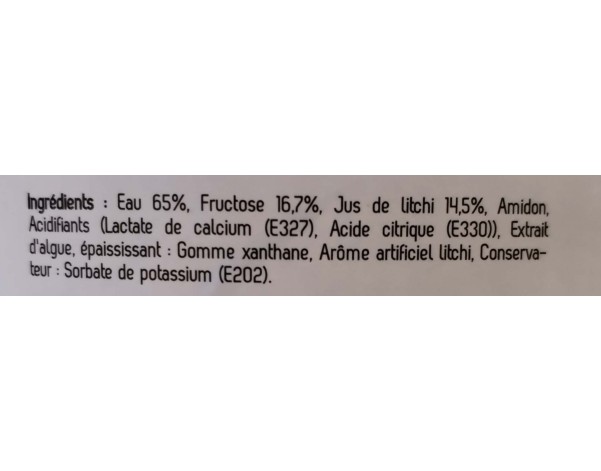 Ingrédients : Eau 65%, Fructose 16,7%, Jus de litchi 14,5%, Amidon,
Acidifiants (Lactate de calcium (E327), Acide citrique (E330)), Extrait
d'algue, épaississant : Gomme xanthane, Arôme artificiel litchi, Conserva-
teur : Sorbate de potassium (E202).